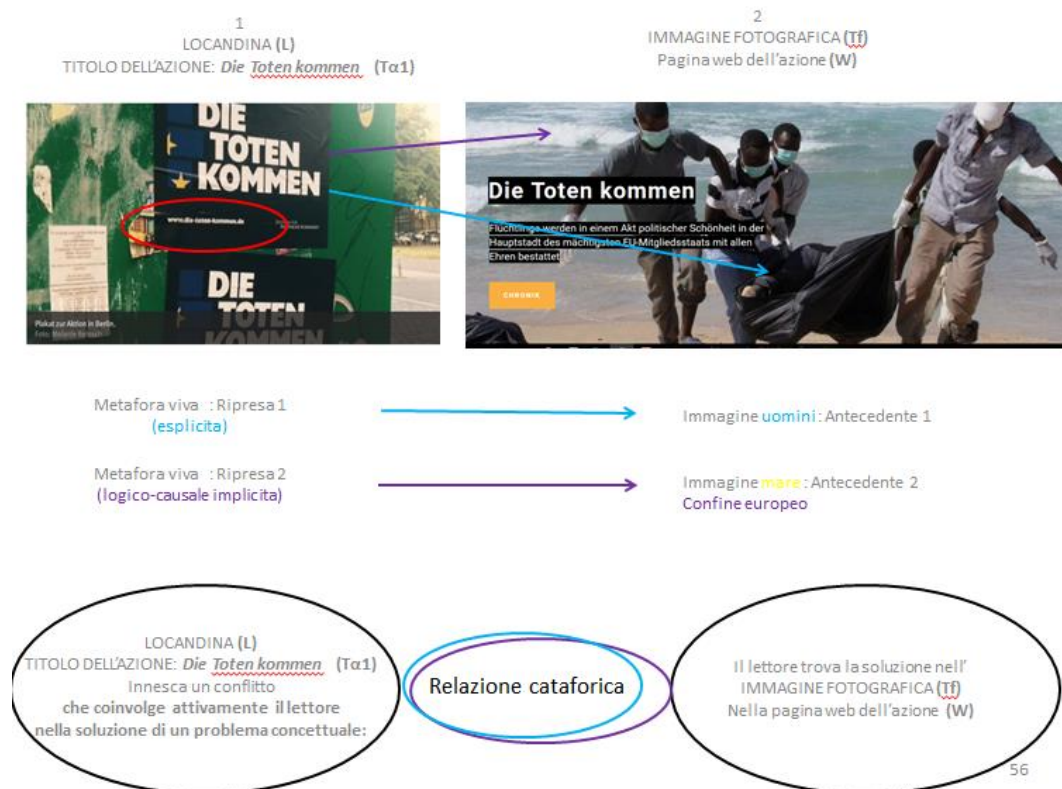 1
LOCANDINA (L)
TITOLO DELL'AZIONE: Die Toten kommen (Tα1)
2
IMMAGINE FOTOGRAFICA (Tf)
Pagina web dell'azione (W)
DIE
TOTEN
KOMMEN
www.die-toten-kommen.de
DIE
TOTEN
KOMMEN
Plakat zur Aktion in Berlin,
Die Toten kommen
Flüchtlinge werden in einem Akt politischer Schönheit in der
Hauptstadt des mächtigsten EU-Mitgliedsstaats mit allen
Ehren bestattet
CHRONIK
Metafora viva : Ripresa 1
(esplicita)
Immagine uomini : Antecedente 1
Metafora viva : Ripresa 2
(logico-causale implicita)
Immagine mare : Antecedente 2
Confine europeo
LOCANDINA (L)
TITOLO DELL'AZIONE: Die Toten kommen (Tα1)
Innesca un conflitto
che coinvolge attivamente il lettore
nella soluzione di un problema concettuale:
Relazione cataforica
Il lettore trova la soluzione nell'
IMMAGINE FOTOGRAFICA (Tf)
Nella pagina web dell'azione (W)
56